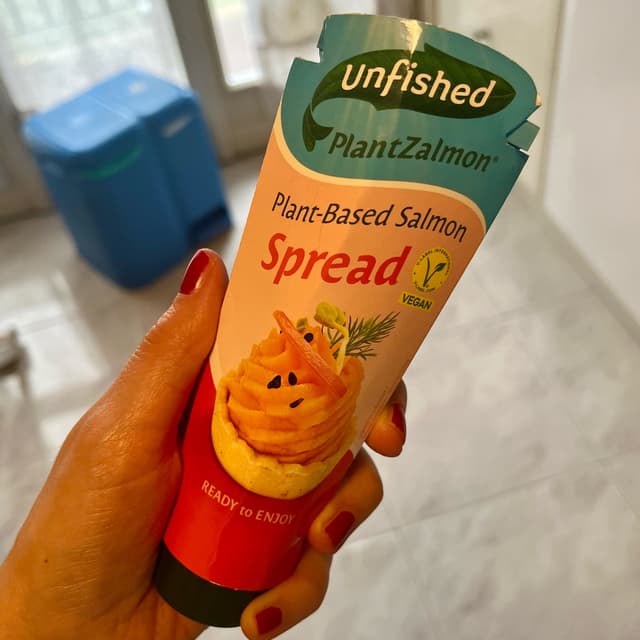 Unfished
PlantZalmon®
Plant-Based Salmon
Spread
VEGAN
READY to ENJOY